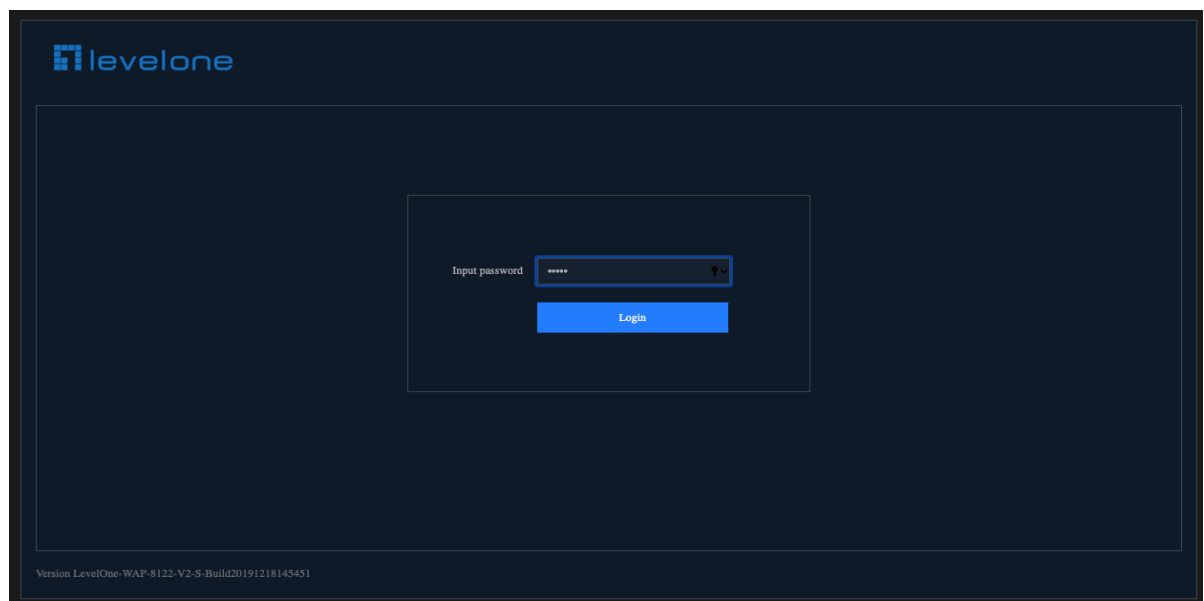 levelone
Input password
•••••
Login
Version LevelOne-WAP-8122-V2-S-Build20191218145451